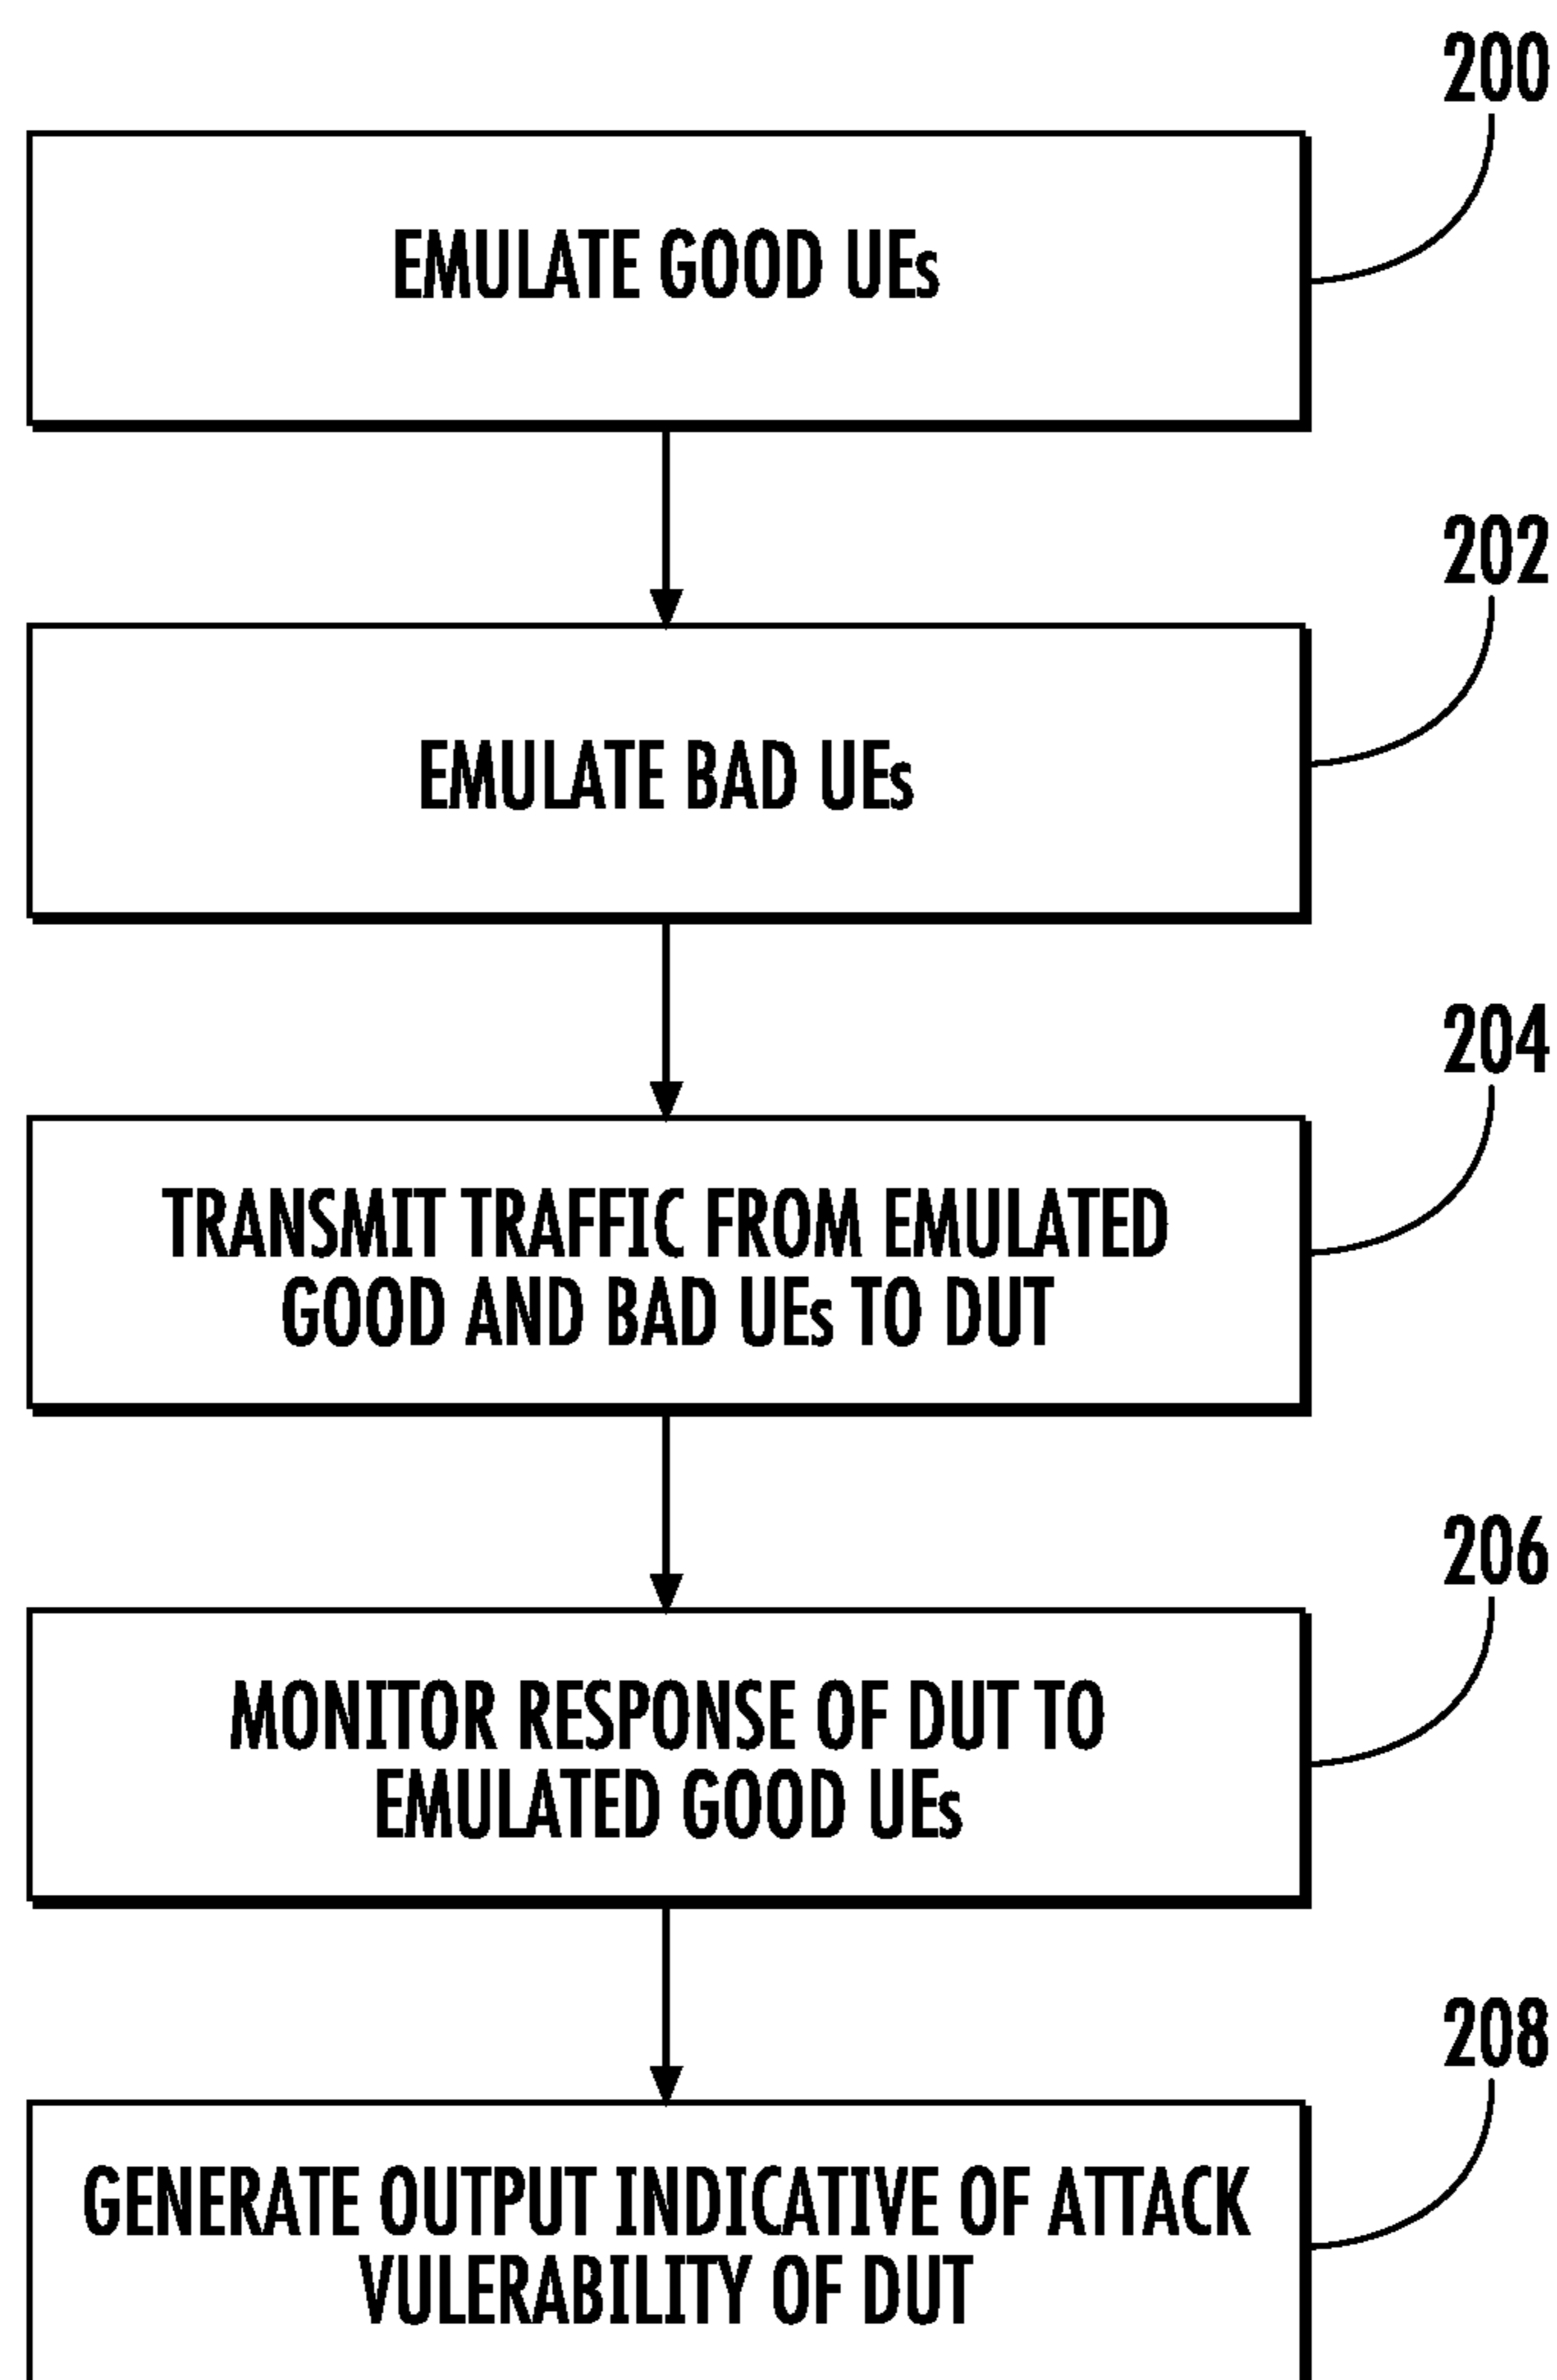 200
EMULATE GOOD UEs
202
EMULATE BAD UEs
204
TRANSMIT TRAFFIC FROM EMULATED
GOOD AND BAD UEs TO DUT
206
MONITOR RESPONSE OF DUT TO
EMULATED GOOD UEs
208
GENERATE OUTPUT INDICATIVE OF ATTACK
VULERABILITY OF DUT